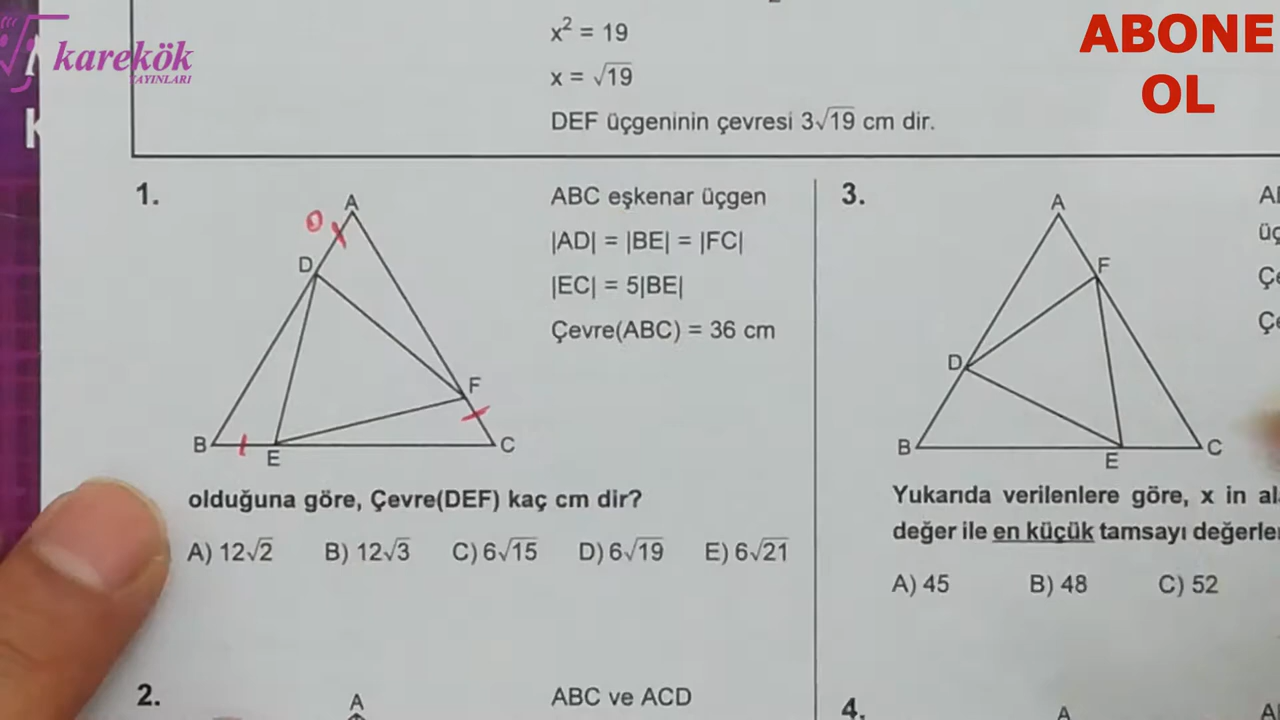 karekök
YAYINLARI
ABONE
OL
x² = 19
x = √19
DEF üçgeninin çevresi 3√19 cm dir.
1.
A
D
F
B
E
C
ABC eşkenar üçgen
|AD| = |BE| = |FC|
|EC| = 5|BE|
Çevre(ABC) = 36 cm
olduğuna göre, Çevre(DEF) kaç cm dir?
A) 12√2 B) 12√3 C) 6√15 D) 6√19 E) 6√21
2.
A
ABC ve ACD
3.
A
F
D
B
E
C
Yukarıda verilenlere göre, x in
değer ile en küçük tamsayı
A) 45 B) 48 C) 52
4.
A